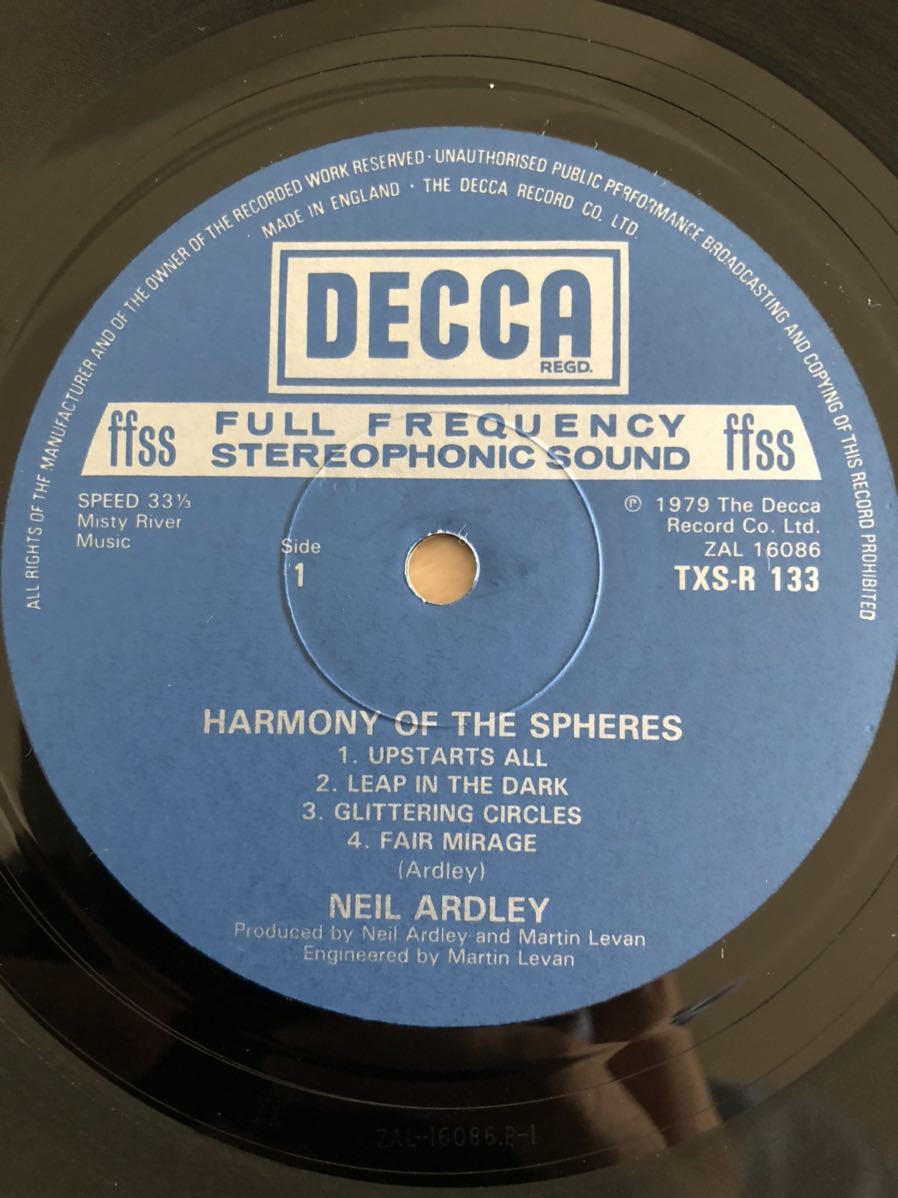 ALL RIGHTS OF THE MANUFACTURER AND OF THE OWNER OF THE RECORDED WORK RESERVED · UNAUTHORISED PUBLIC PERFORMANCE BROADCASTING AND COPYING OF THIS RECORD PROHIBITED
MADE IN ENGLAND · THE DECCA RECORD CO. LTD.
DECCA
REGD.
ffss FULL FREQUENCY STEREOPHONIC SOUND ffss
SPEED 33⅓
Misty River
Music
Side
1
℗ 1979 The Decca
Record Co. Ltd.
ZAL 16086
TXS-R 133
HARMONY OF THE SPHERES
1. UPSTARTS ALL
2. LEAP IN THE DARK
3. GLITTERING CIRCLES
4. FAIR MIRAGE
(Ardley)
NEIL ARDLEY
Produced by Neil Ardley and Martin Levan
Engineered by Martin Levan
ZAL-16086.P-1